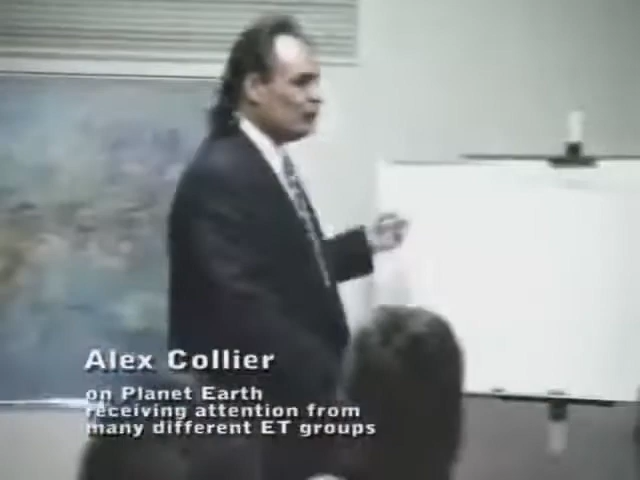 Alex Collier
on Planet Earth
receiving attention from
many different ET groups